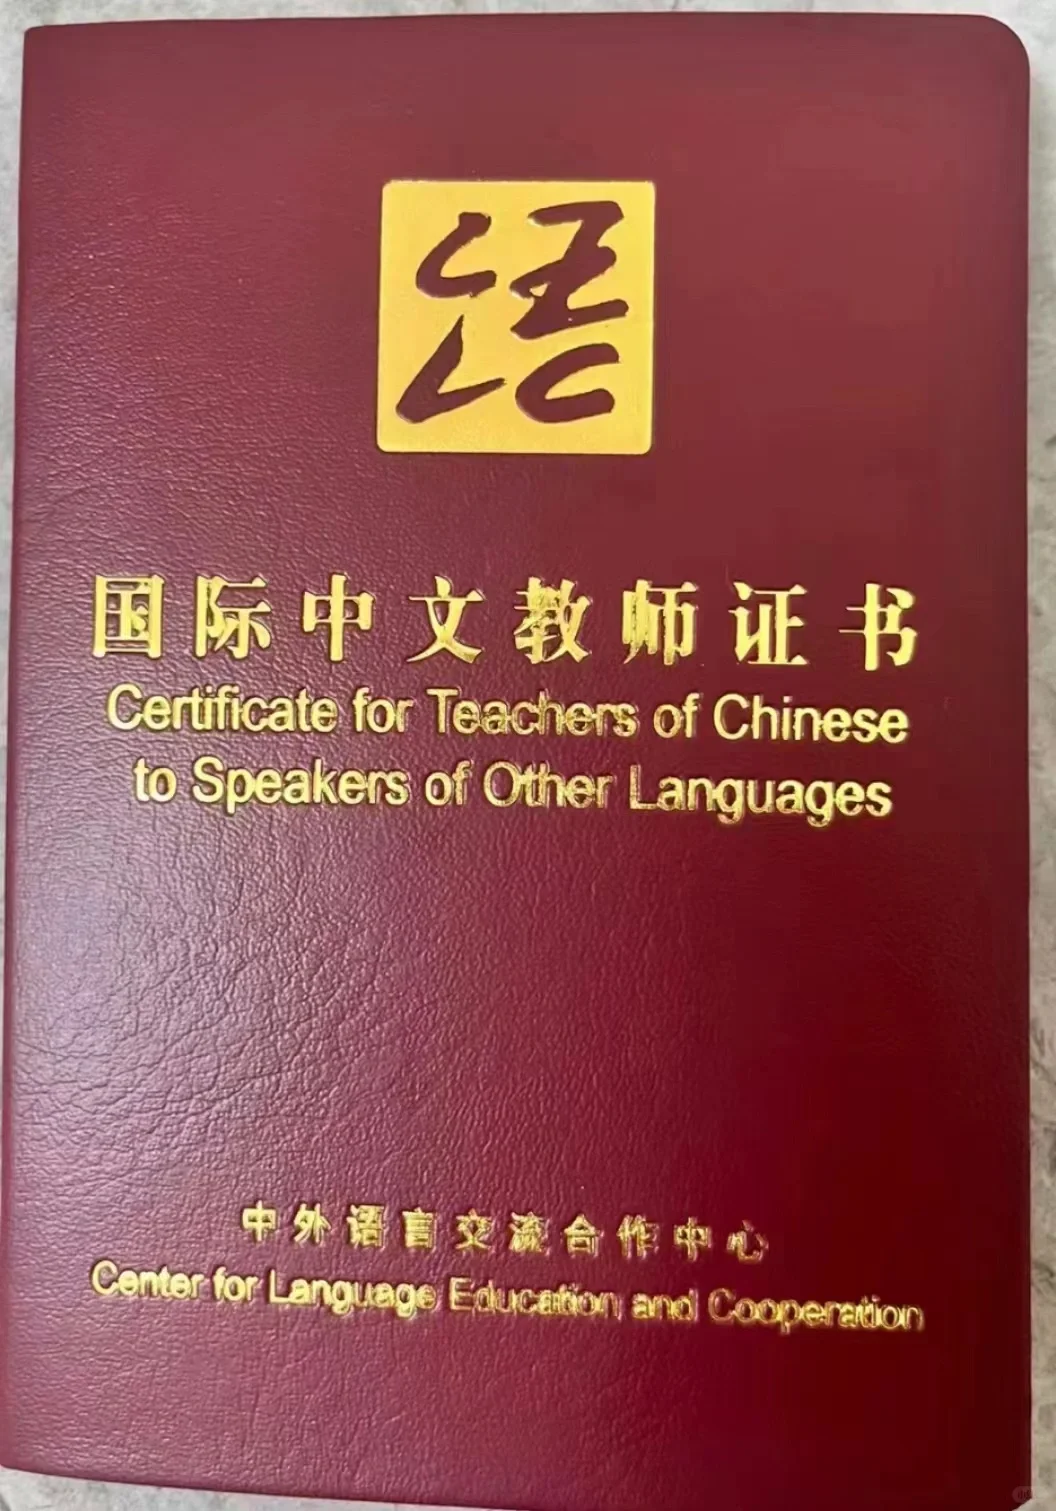 国际中文教师证书
Certificate for Teachers of Chinese
to Speakers of Other Languages
中外语言交流合作中心
Center for Language Education and Cooperation